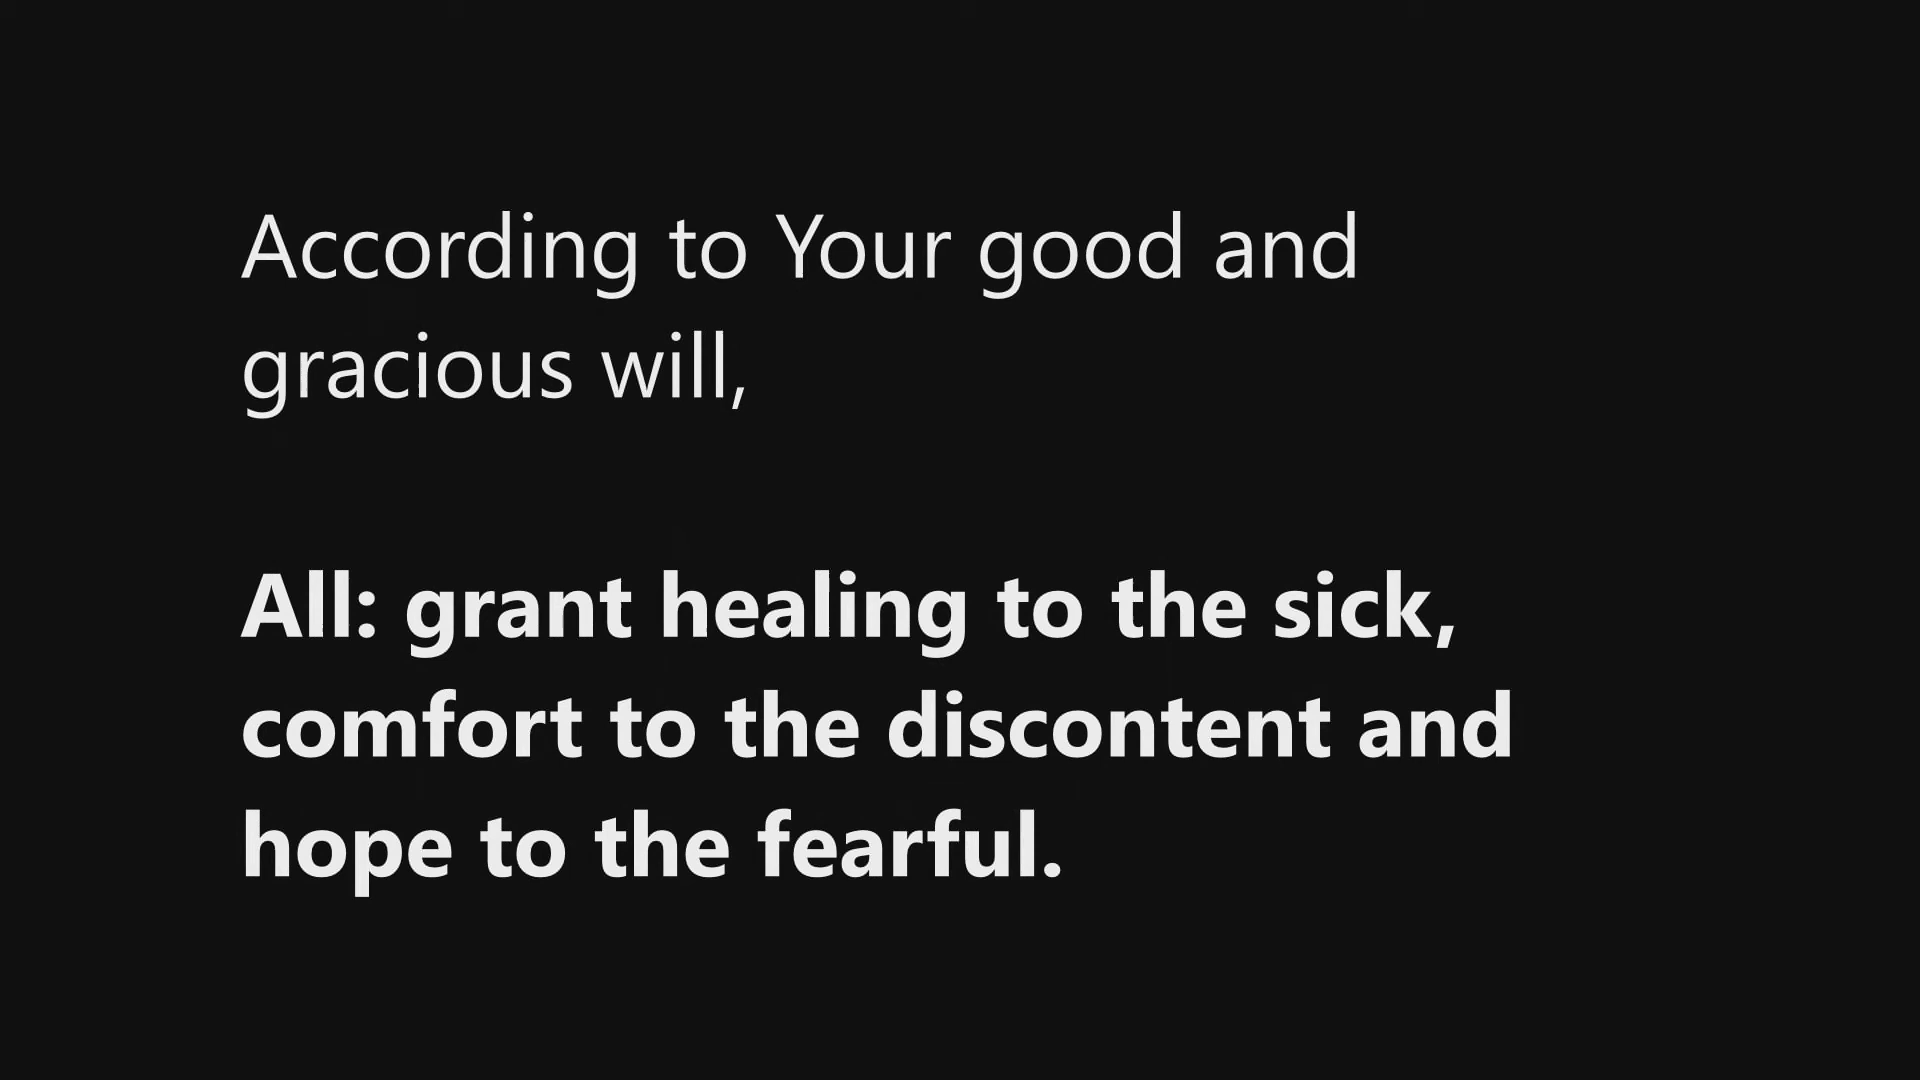 According to Your good and
gracious will,
All: grant healing to the sick,
comfort to the discontent and
hope to the fearful.